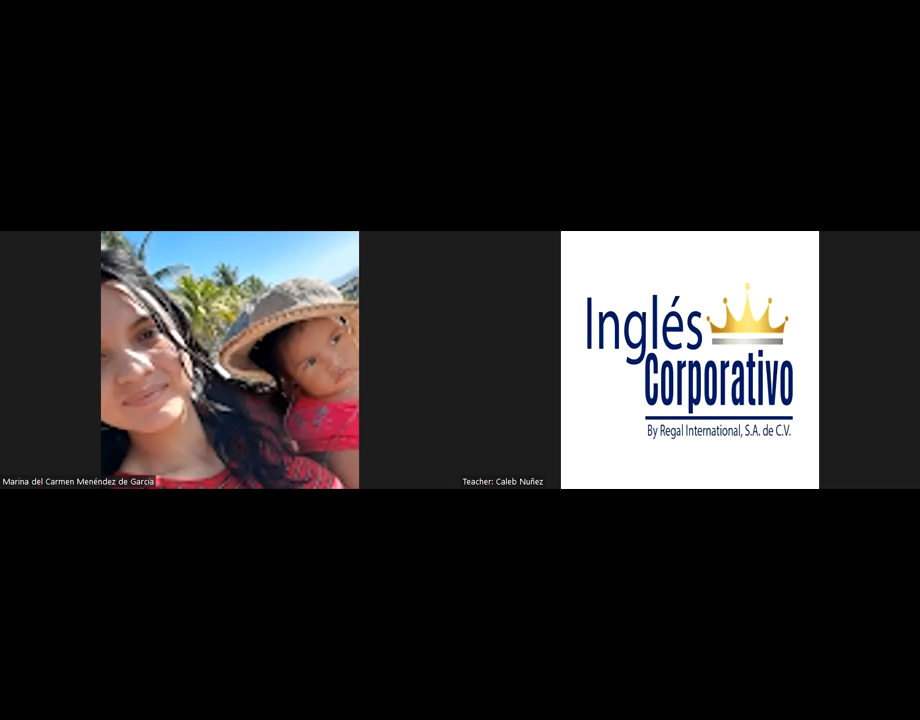 Inglés
Corporativo
By Regal International, S.A. de C.V.
Marina del Carmen Menéndez de García
Teacher: Caleb Nuñez